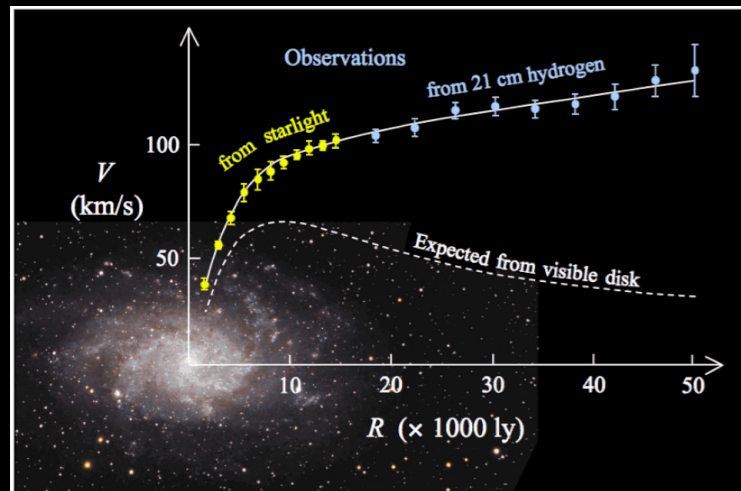 Observations
from 21 cm hydrogen
from starlight
100
V
(km/s)
50
Expected from visible disk
10
20
30
40
50
R (× 1000 ly)